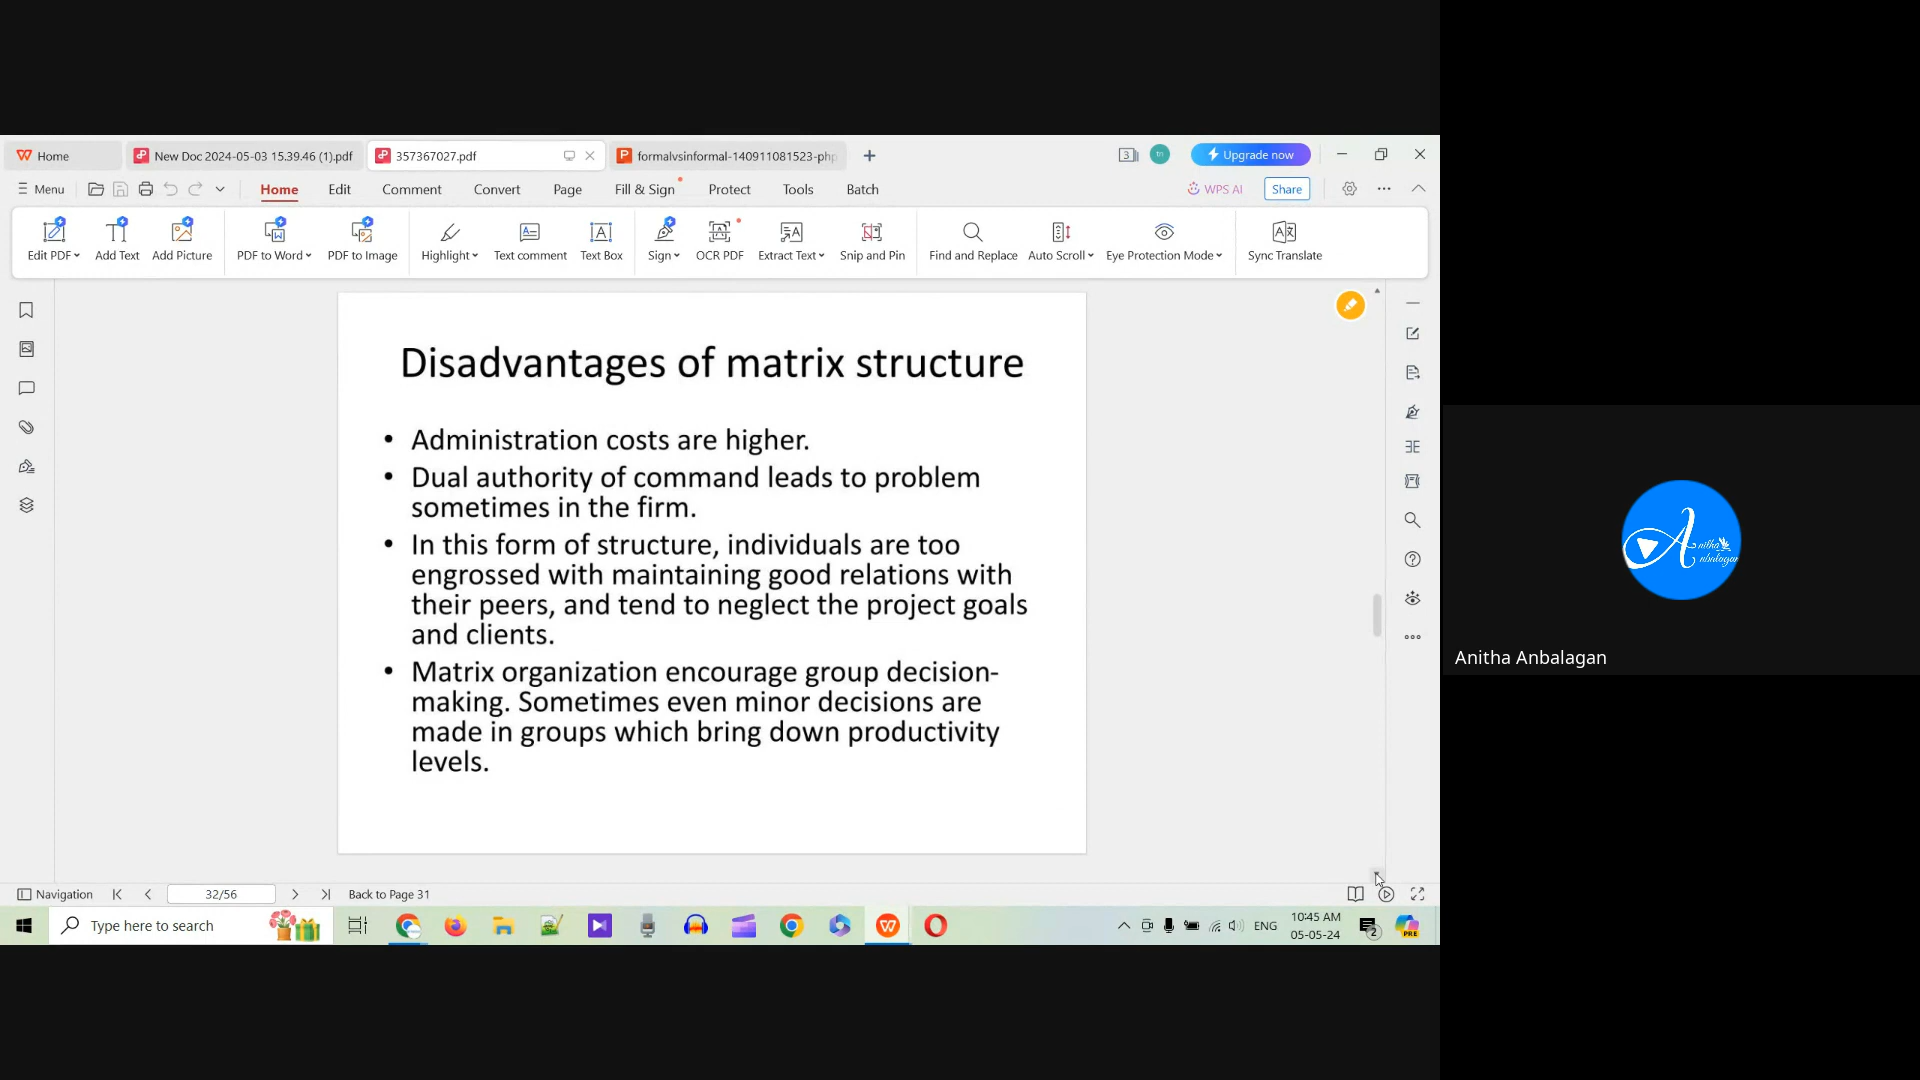 Home
New Doc 2024-05-03 15.39.46 (1).pdf
357367027.pdf
formalvsinformal-140911081523-php
3
Upgrade now
Menu
Home
Edit
Comment
Convert
Page
Fill & Sign
Protect
Tools
Batch
WPS AI
Share
Edit PDF
Add Text
Add Picture
PDF to Word
PDF to Image
Highlight
Text comment
Text Box
Sign
OCR PDF
Extract Text
Snip and Pin
Find and Replace
Auto Scroll
Eye Protection Mode
Sync Translate
Disadvantages of matrix structure
• Administration costs are higher.
• Dual authority of command leads to problem
sometimes in the firm.
• In this form of structure, individuals are too
engrossed with maintaining good relations with
their peers, and tend to neglect the project goals
and clients.
• Matrix organization encourage group decision-
making. Sometimes even minor decisions are
made in groups which bring down productivity
levels.
Anitha Anbalagan
Navigation
32/56
Back to Page 31
Type here to search
ENG
10:45 AM
05-05-24
2
PRE